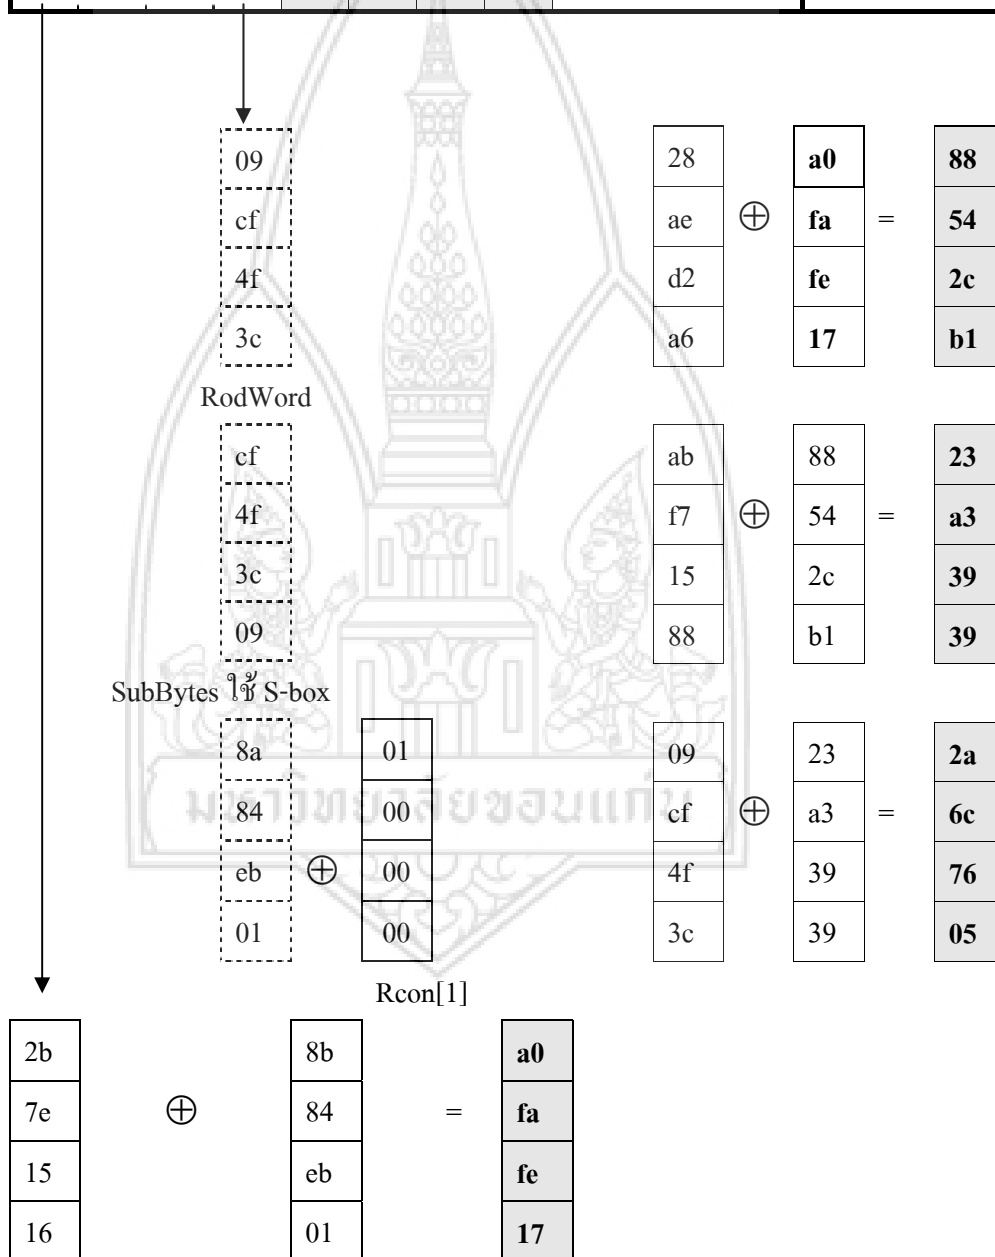 09 28 a0 88
cf ae ⊕ fa = 54
4f d2 fe 2c
3c a6 17 b1
RodWord
cf ab 88 23
4f f7 ⊕ 54 = a3
3c 15 2c 39
09 88 b1 39
SubBytes ใช้ S-box
8a 01 09 23 2a
84 00 cf ⊕ a3 = 6c
eb ⊕ 00 4f 39 76
01 00 3c 39 05
มหาวิทยาลัยขอนแก่น
Rcon[1]
2b 8b a0
7e ⊕ 84 = fa
15 eb fe
16 01 17